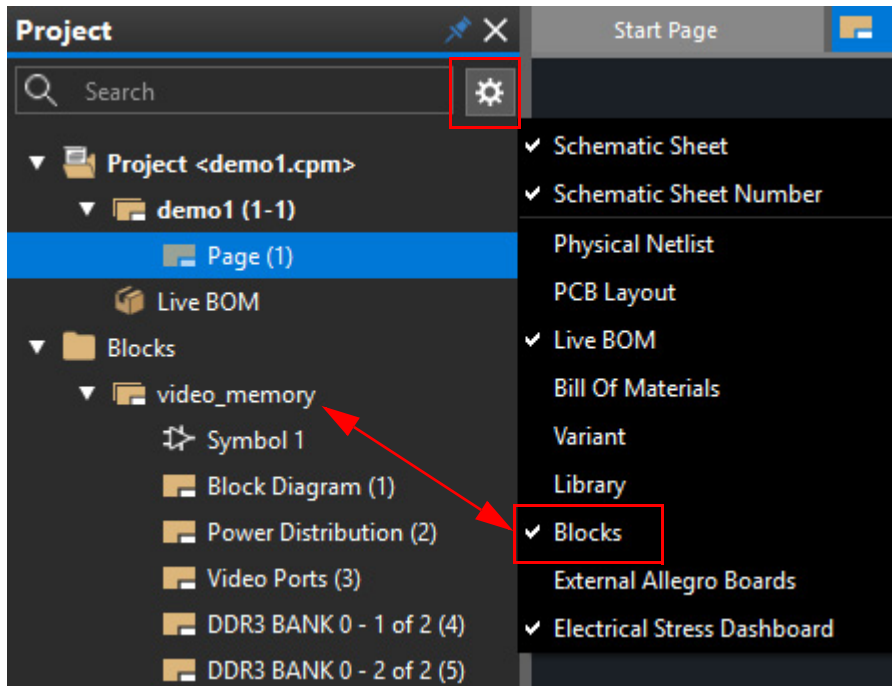 Project
Start Page
Search
Project <demo1.cpm>
demo1 (1-1)
Page (1)
Live BOM
Blocks
video_memory
Symbol 1
Block Diagram (1)
Power Distribution (2)
Video Ports (3)
DDR3 BANK 0 - 1 of 2 (4)
DDR3 BANK 0 - 2 of 2 (5)
Schematic Sheet
Schematic Sheet Number
Physical Netlist
PCB Layout
Live BOM
Bill Of Materials
Variant
Library
Blocks
External Allegro Boards
Electrical Stress Dashboard